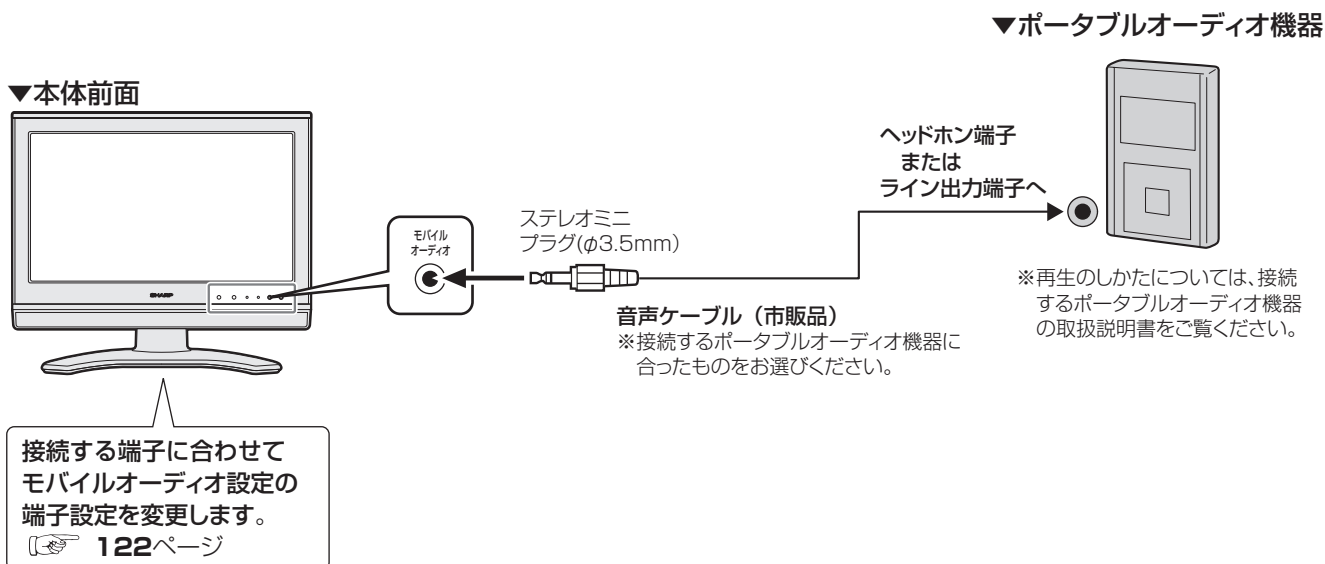 ▼ポータブルオーディオ機器
▼本体前面
SHARP
モバイル
オーディオ
ステレオミニ
プラグ(φ3.5mm)
ヘッドホン端子
または
ライン出力端子へ
音声ケーブル(市販品)
※接続するポータブルオーディオ機器に
合ったものをお選びください。
※再生のしかたについては、接続
するポータブルオーディオ機器
の取扱説明書をご覧ください。
接続する端子に合わせて
モバイルオーディオ設定の
端子設定を変更します。
☞ 122ページ